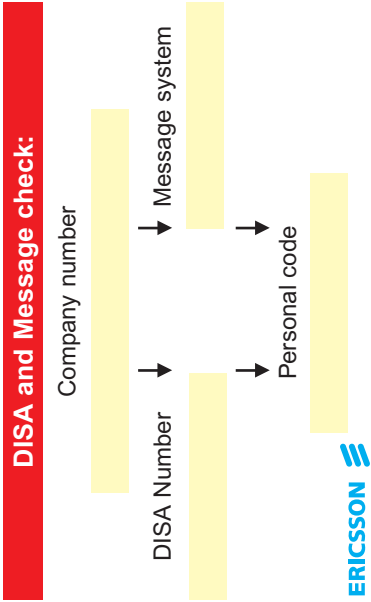 DISA and Message check:
Company number
DISA Number
Message system
Personal code
ERICSSON